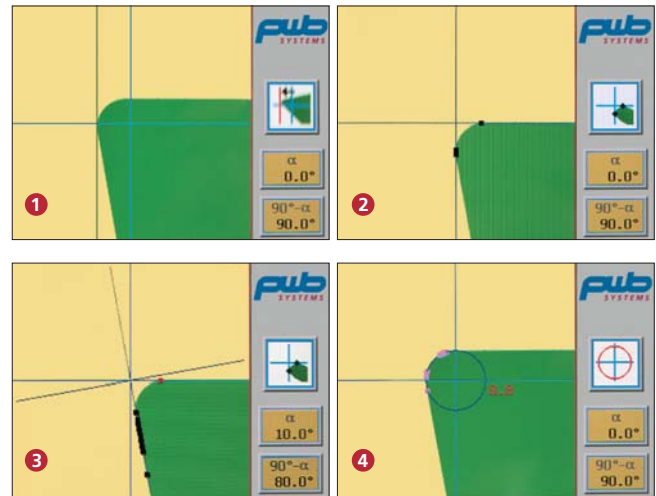 pwb
SYSTEMS
α
0.0°
90°-α
90.0°
1
pwb
SYSTEMS
α
0.0°
90°-α
90.0°
2
pwb
SYSTEMS
α
10.0°
90°-α
80.0°
3
pwb
SYSTEMS
α
0.0°
90°-α
90.0°
4